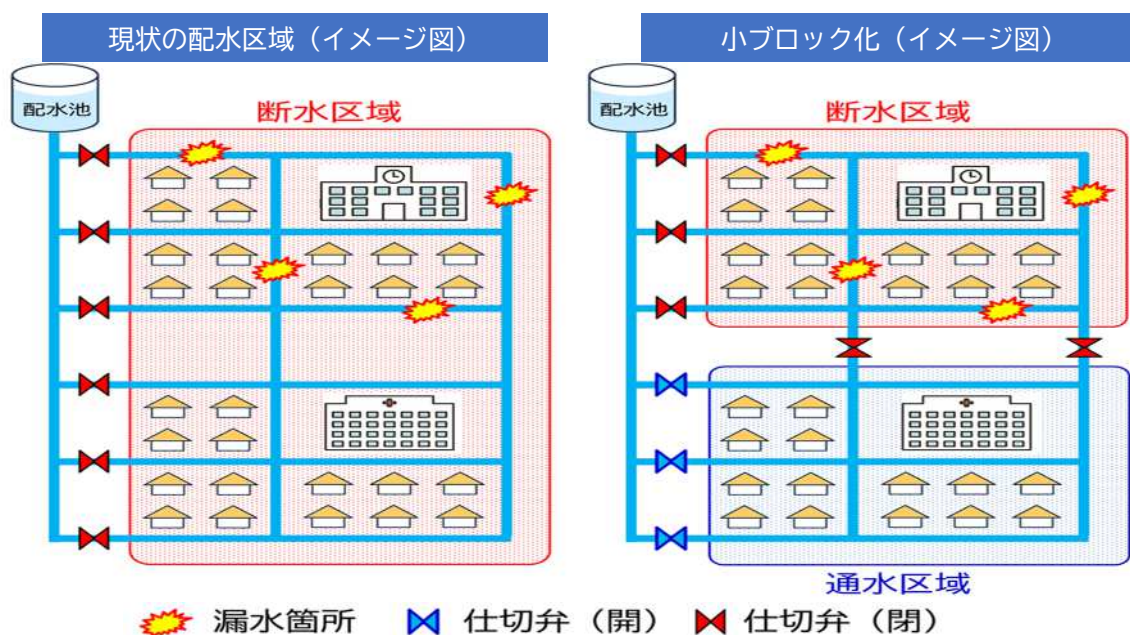 現状の配水区域（イメージ図）
小ブロック化（イメージ図）
配水池
断水区域
配水池
断水区域
通水区域
漏水箇所 仕切弁（開） 仕切弁（閉）